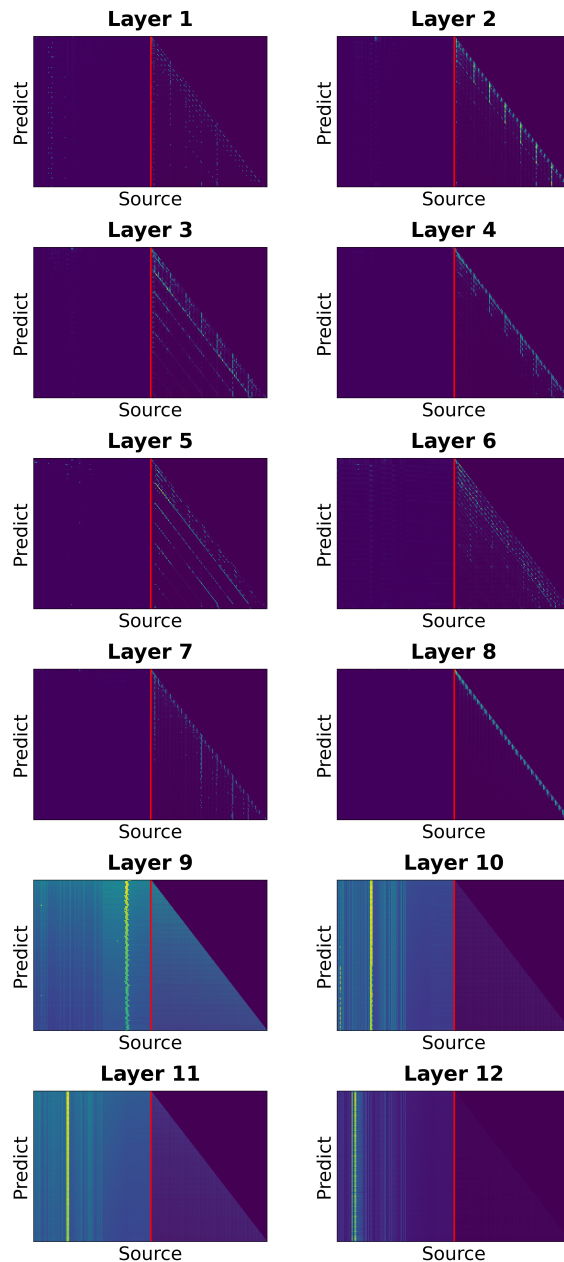 Layer 1
Layer 2
Predict
Predict
Source
Source
Layer 3
Layer 4
Predict
Predict
Source
Source
Layer 5
Layer 6
Predict
Predict
Source
Source
Layer 7
Layer 8
Predict
Predict
Source
Source
Layer 9
Layer 10
Predict
Predict
Source
Source
Layer 11
Layer 12
Predict
Predict
Source
Source